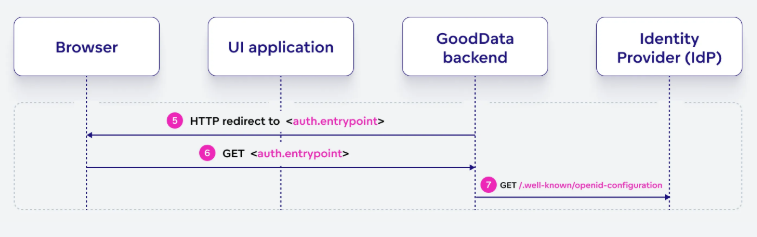 Browser
UI application
GoodData
backend
Identity
Provider (IdP)
5 HTTP redirect to <auth.entrypoint>
6 GET <auth.entrypoint>
7 GET /.well-known/openid-configuration